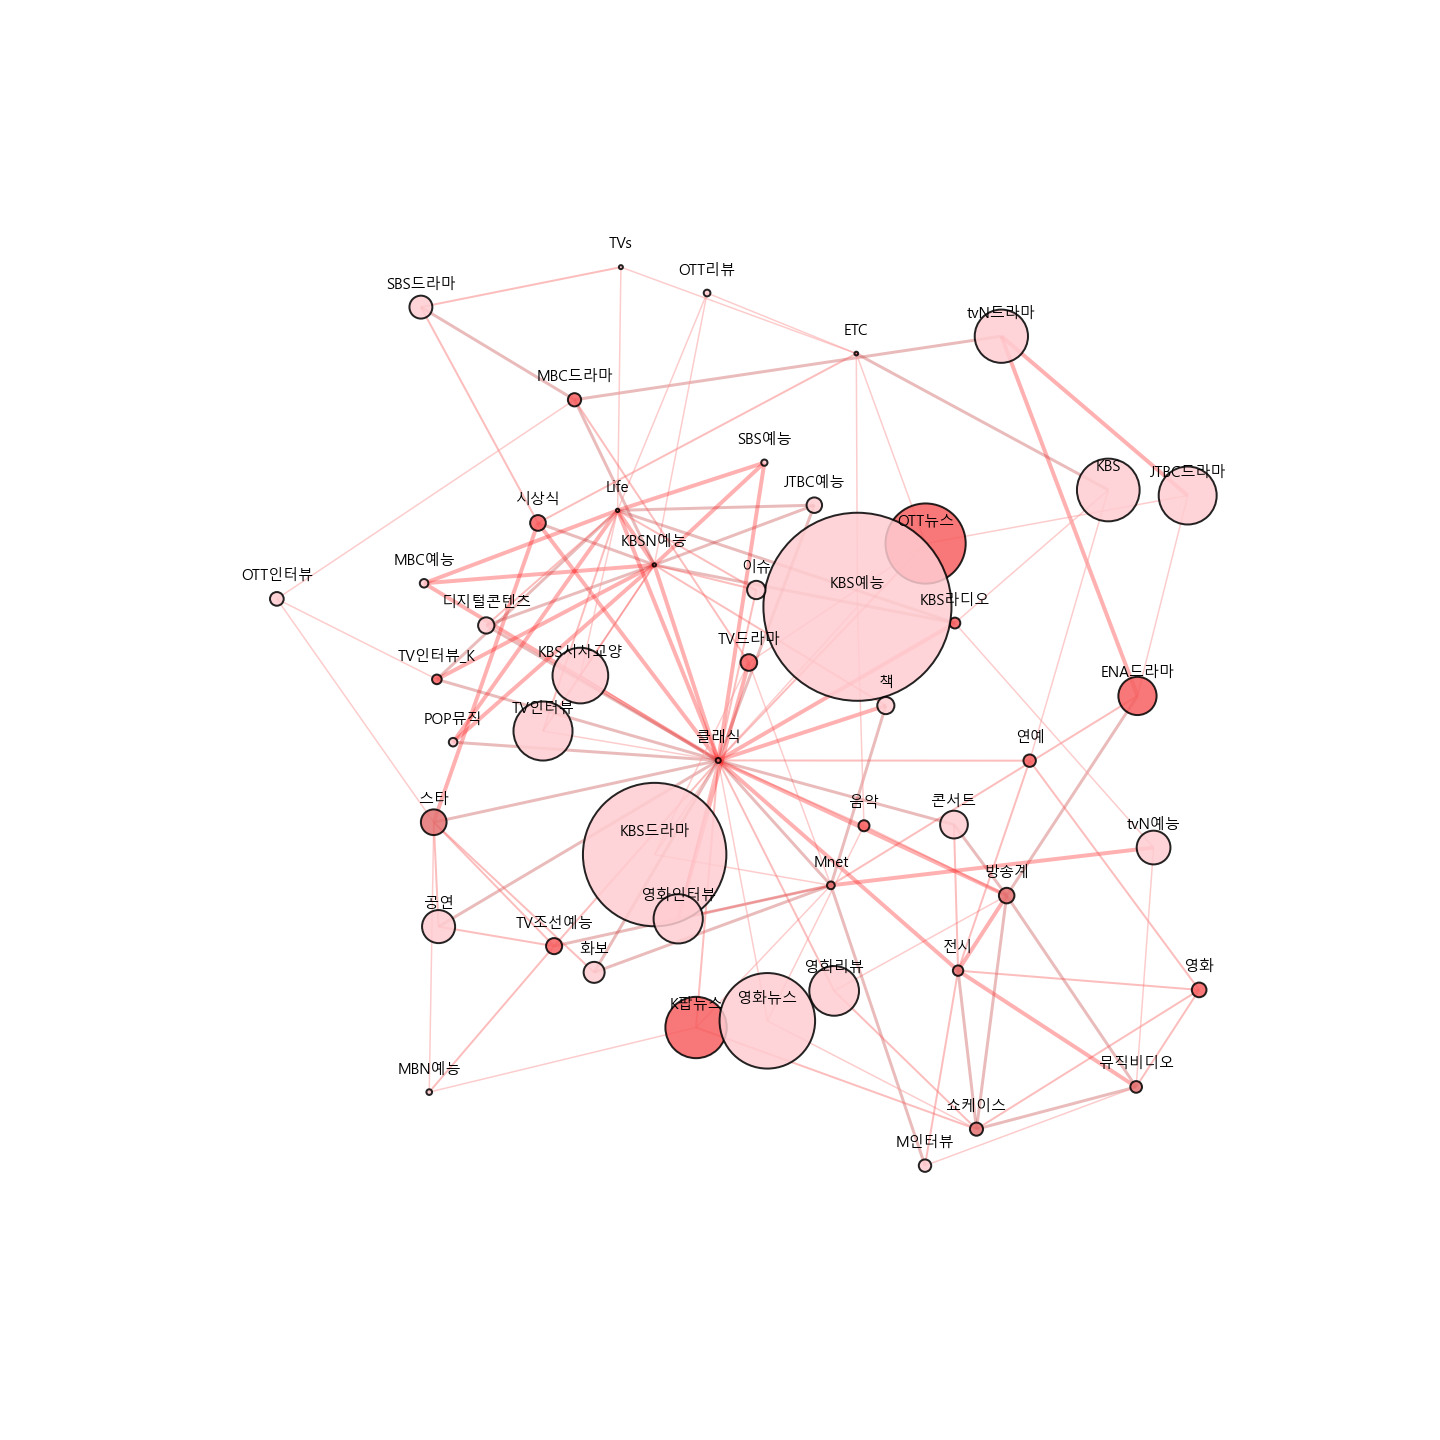 TVs
OTT리뷰
SBS드라마
tvN드라마
ETC
MBC드라마
SBS예능
KBS
JTBC드라마
JTBC예능
Life
시상식
OTT뉴스
KBSN예능
MBC예능
이슈
OTT인터뷰
KBS예능
디지털콘텐츠
KBS라디오
TV드라마
KBS시사교양
TV인터뷰_K
ENA드라마
책
TV인터뷰
POP뮤직
클래식
연예
스타
음악
콘서트
tvN예능
KBS드라마
Mnet
방송계
영화인터뷰
공연
TV조선예능
화보
전시
영화리뷰
영화
영화뉴스
K팝뉴스
뮤직비디오
MBN예능
쇼케이스
M인터뷰